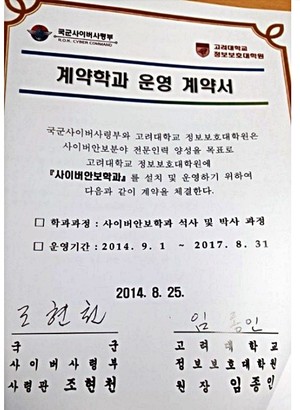 국군사이버사령부
R.O.K. CYBER COMMAND
고려대학교
정보보호대학원
계약학과 운영 계약서
국군사이버사령부와 고려대학교 정보보호대학원은
사이버안보분야 전문인력 양성을 목표로
고려대학교 정보보호대학원에
『사이버안보학과』를 설치 및 운영하기 위하여
다음과 같이 계약을 체결한다.
□ 학과과정 : 사이버안보학과 석사 및 박사 과정
□ 운영기간 : 2014. 9. 1 ~ 2017. 8. 31
2014. 8. 25.
조현천
임종인
국 군
사이버사령부
사령관 조현천
고려대학교
정보보호대학원
원장 임종인